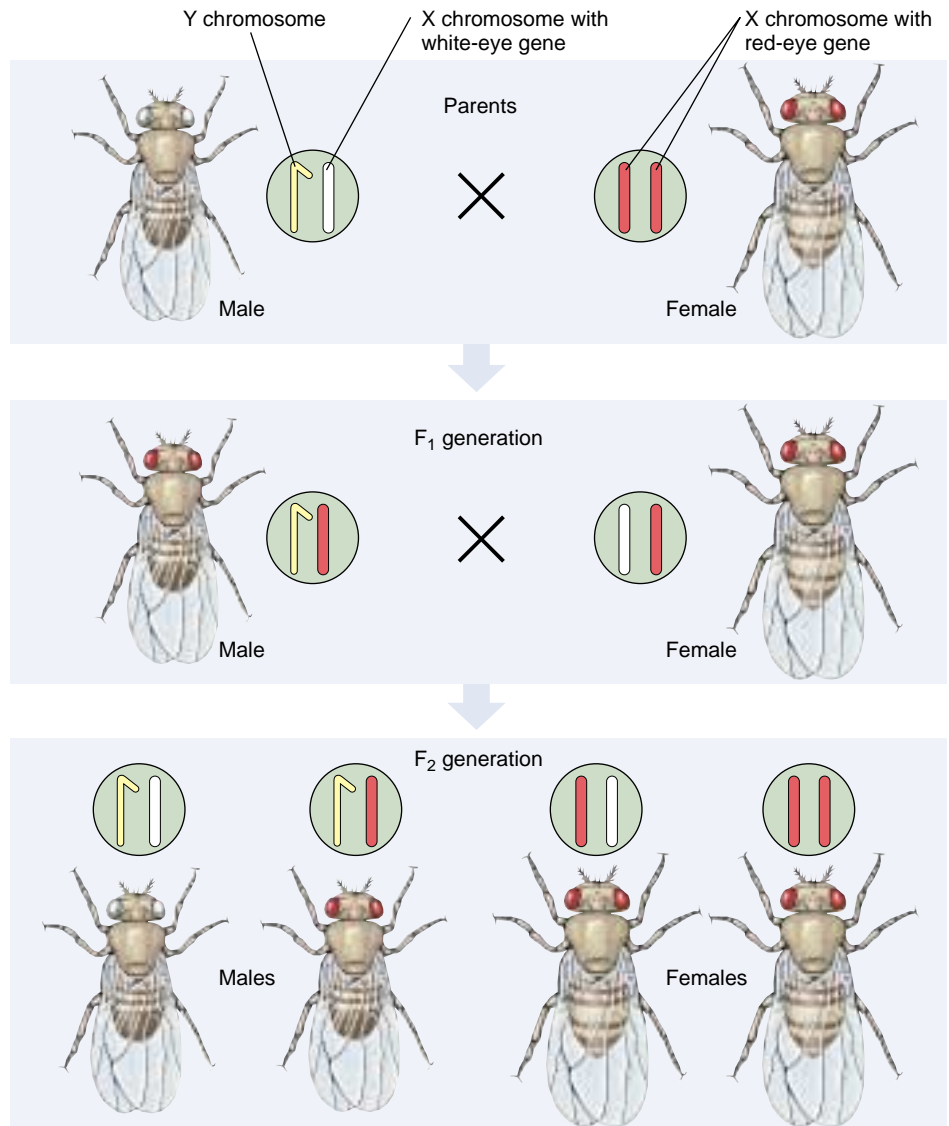 Y chromosome
X chromosome with
white-eye gene
X chromosome with
red-eye gene
Parents
Male
Female
F₁ generation
Male
Female
F₂ generation
Males
Females